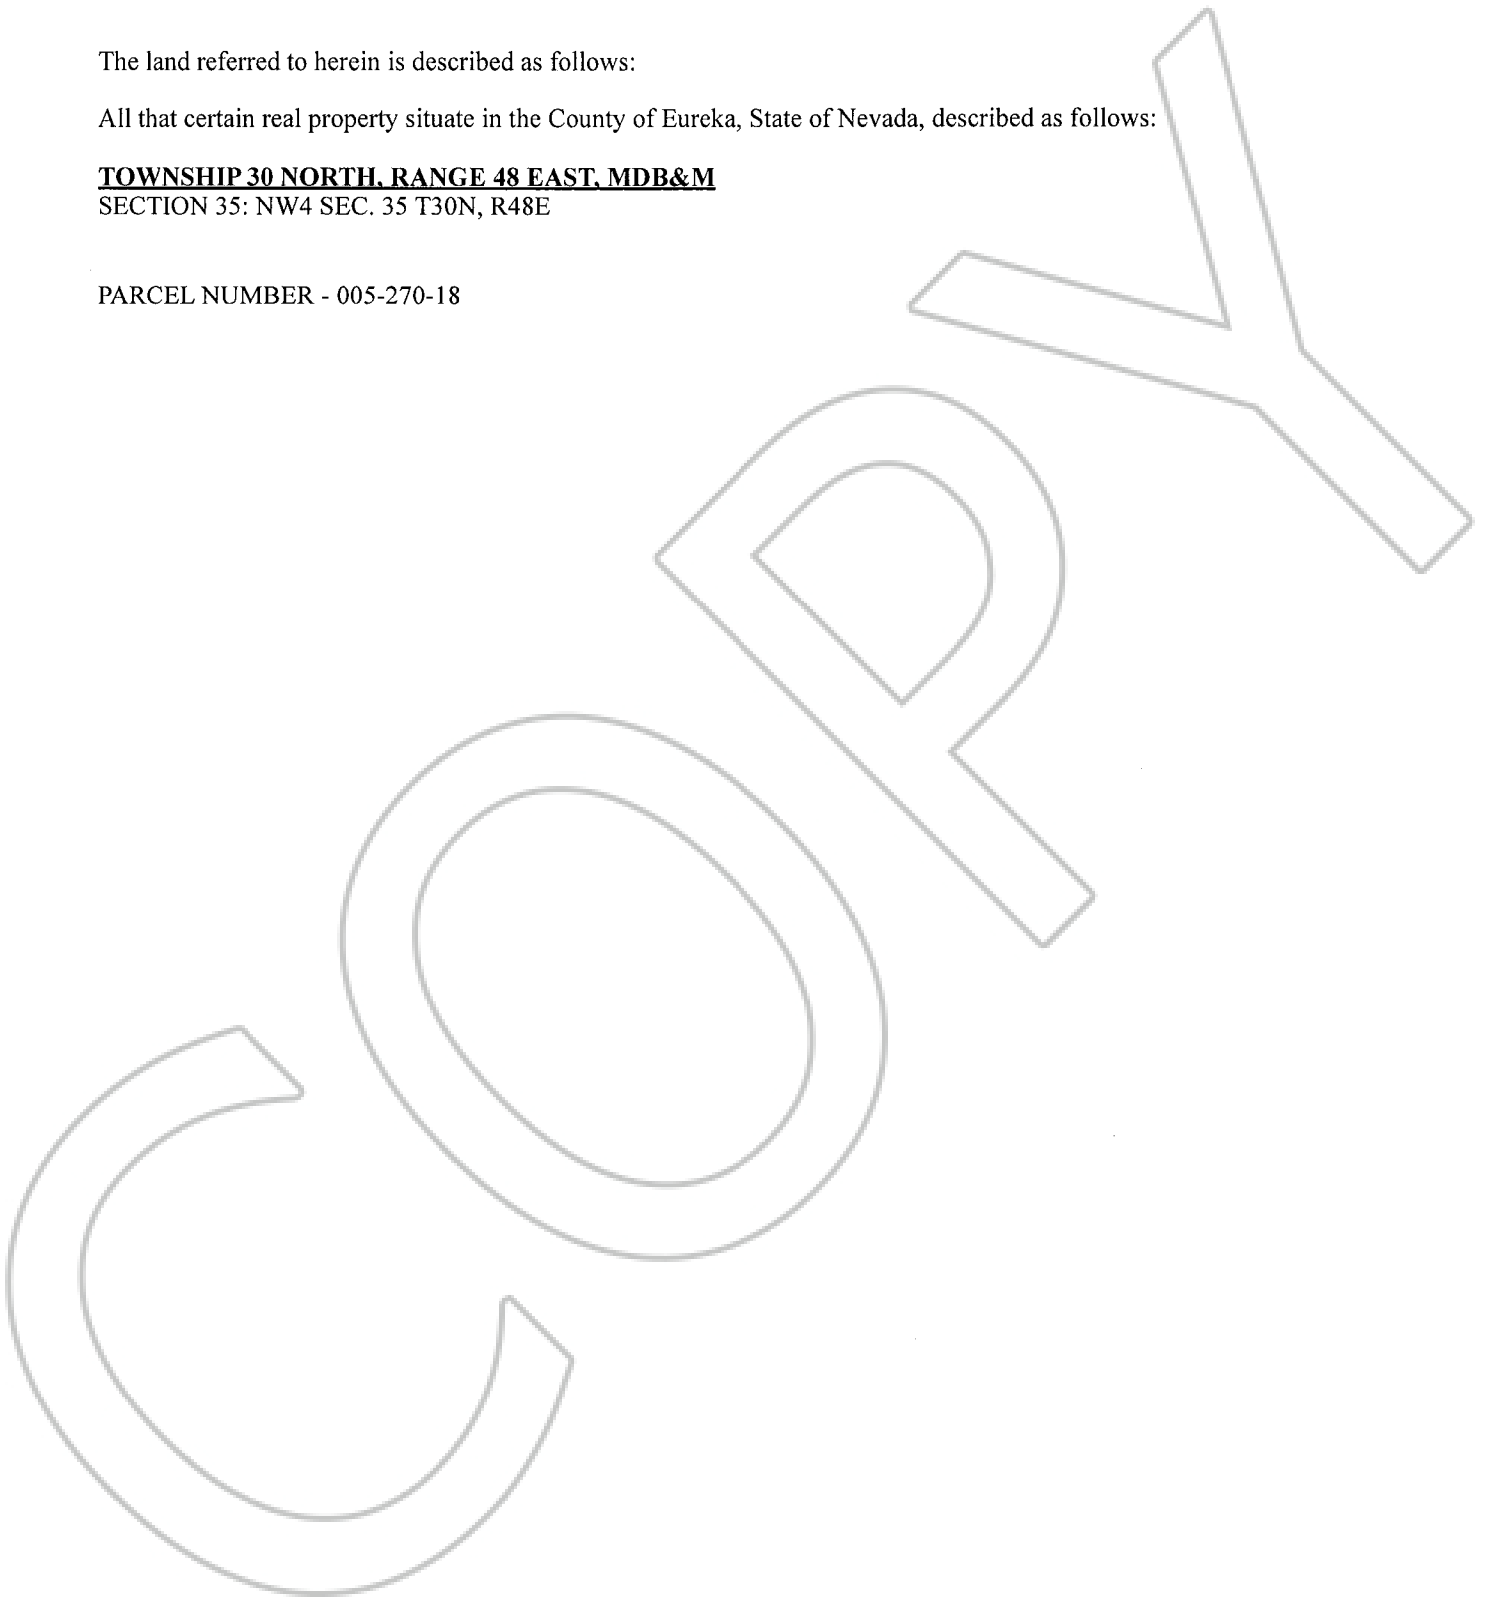 The land referred to herein is described as follows:
All that certain real property situate in the County of Eureka, State of Nevada, described as follows:
TOWNSHIP 30 NORTH, RANGE 48 EAST, MDB&M
SECTION 35: NW4 SEC. 35 T30N, R48E
PARCEL NUMBER - 005-270-18
COPY